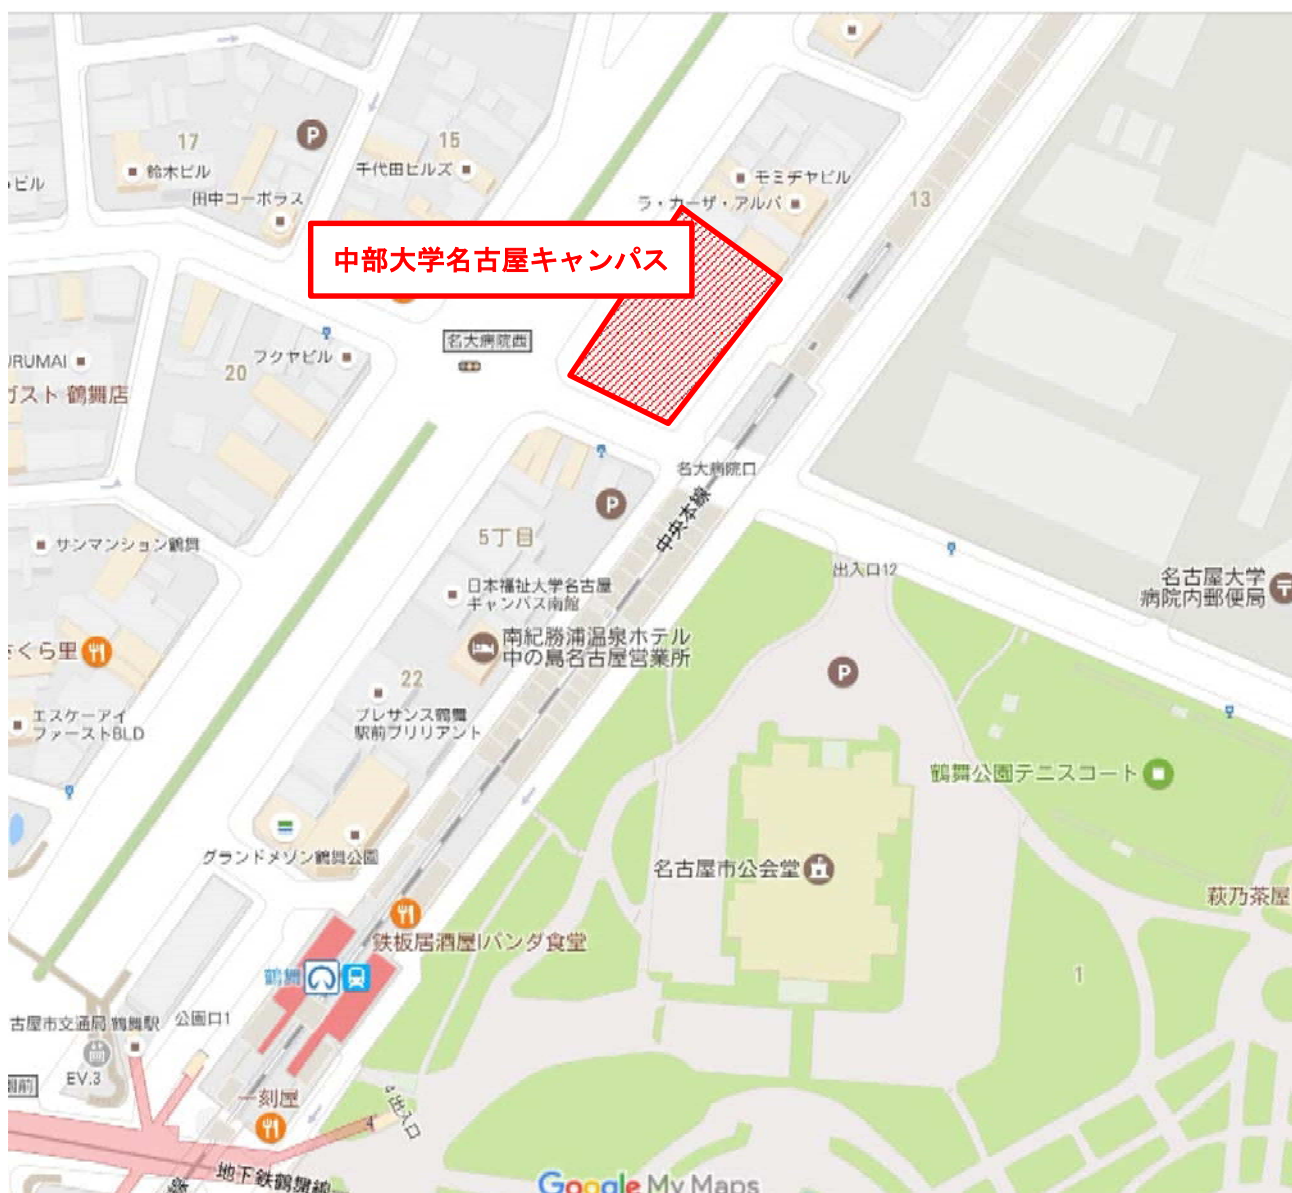 17
15
鈴木ビル
千代田ヒルズ
ビル
田中コーポラス
モミヂヤビル
ラ・カーザ・アルバ
13
中部大学名古屋キャンパス
名大病院西
フクヤビル
20
URUMAI
ガスト 鶴舞店
名大病院口
中央本線
5丁目
サンマンション鶴舞
出入口12
日本福祉大学名古屋
キャンパス南館
名古屋大学
病院内郵便局
南紀勝浦温泉ホテル
中の島名古屋営業所
くら里
22
プレサンス鶴舞
駅前ブリリアント
エスケーアイ
ファーストBLD
鶴舞公園テニスコート
グランドメゾン鶴舞公園
名古屋市公会堂
萩乃茶屋
鉄板居酒屋パンダ食堂
鶴舞
1
古屋市交通局 鶴舞駅
公園口1
EV.3
園前
一刻屋
4
4出入口
地下鉄鶴舞線
Google My Maps